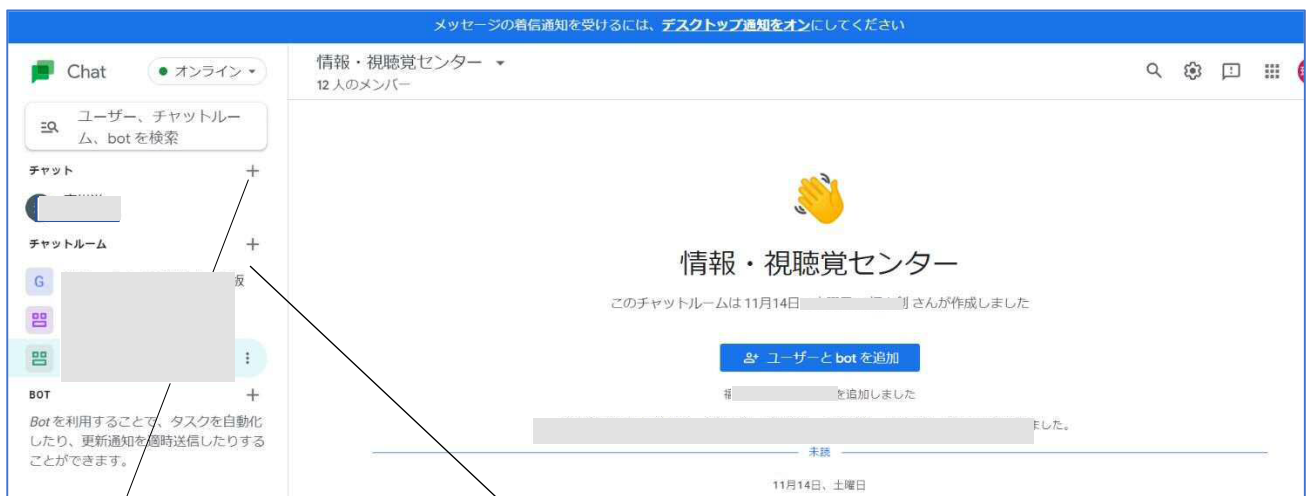 メッセージの着信通知を受けるには、デスクトップ通知をオンにしてください
Chat
オンライン
ユーザー、チャットルー
ム、bot を検索
チャット
チャットルーム
G
BOT
Bot を利用することで、タスクを自動化
したり、更新通知を適時送信したりする
ことができます。
情報・視聴覚センター
12 人のメンバー
情報・視聴覚センター
このチャットルームは 11月14日 さんが作成しました
ユーザーと bot を追加
を追加しました
ました。
未読
11月14日、土曜日